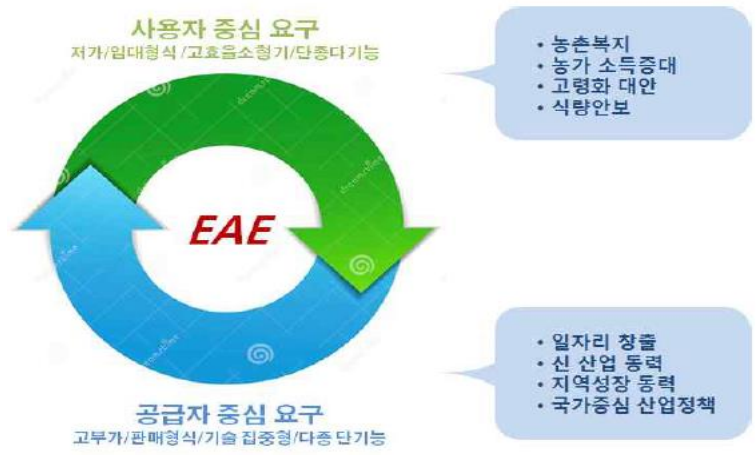 사용자 중심 요구
저가/임대형식/고효율소형기/단종다기능
• 농촌복지
• 농가 소득증대
• 고령화 대안
• 식량안보
EAE
• 일자리 창출
• 신 산업 동력
• 지역성장 동력
• 국가중심 산업정책
공급자 중심 요구
고부가/판매형식/기술 집중형/다종 단기능